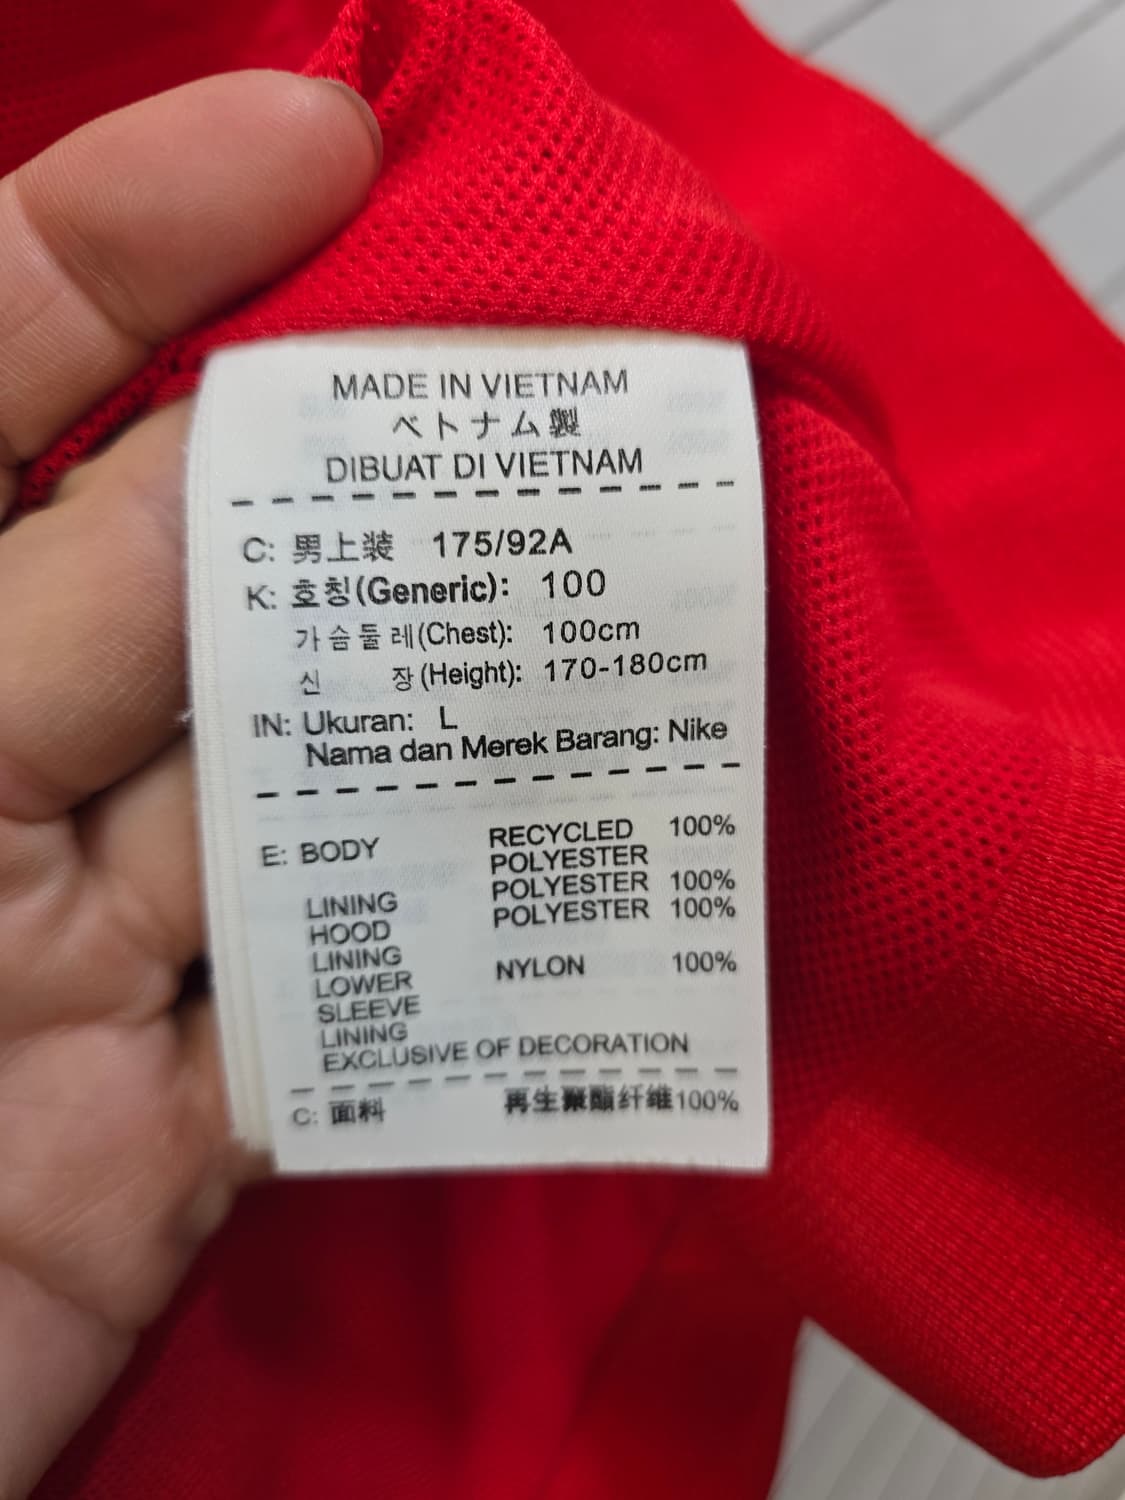 MADE IN VIETNAM
ベトナム製
DIBUAT DI VIETNAM
C: 男上装 175/92A
K: 호칭(Generic): 100
가슴둘레(Chest): 100cm
신 장(Height): 170-180cm
IN: Ukuran: L
Nama dan Merek Barang: Nike
E: BODY RECYCLED 100%
POLYESTER
LINING POLYESTER 100%
HOOD POLYESTER 100%
LINING
LOWER NYLON 100%
SLEEVE
LINING
EXCLUSIVE OF DECORATION
C: 面料 再生聚酯纤维100%